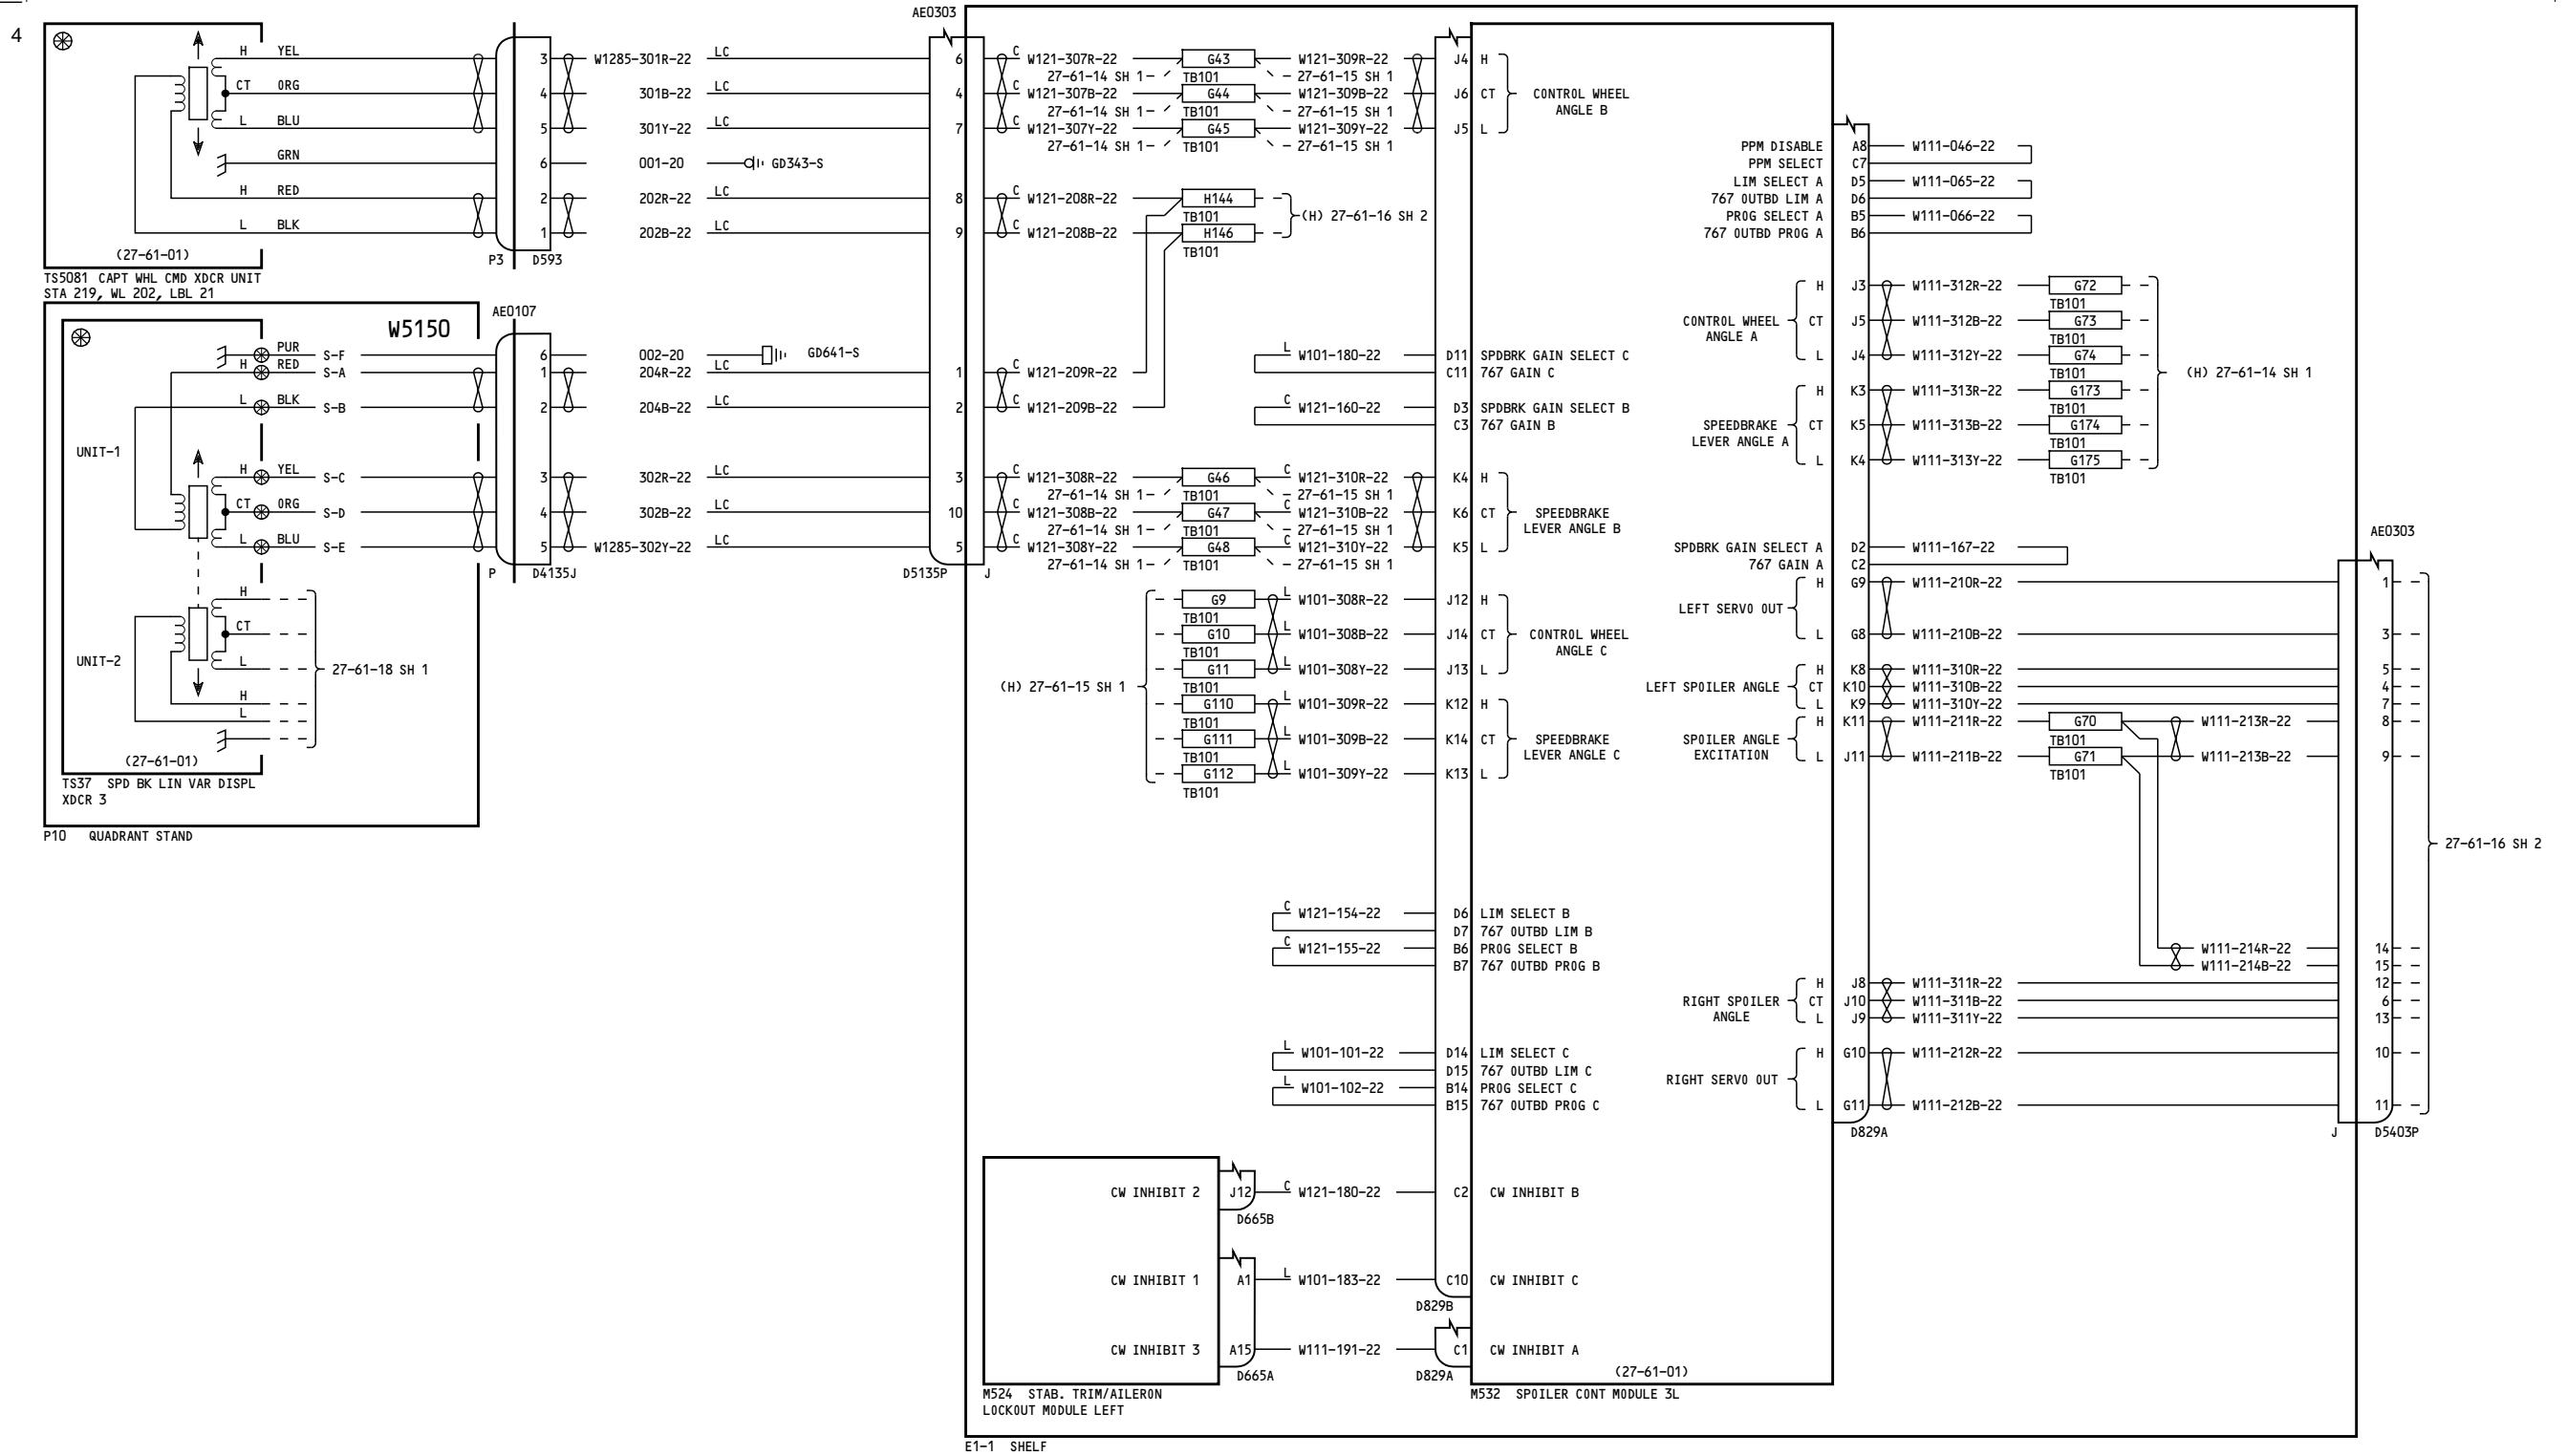 4
H YEL
CT ORG
L BLU
GRN
H RED
L BLK
(27-61-01)
TS5081 CAPT WHL CMD XDCR UNIT
STA 219, WL 202, LBL 21
3 W1285-301R-22 LC
4 301B-22 LC
5 301Y-22 LC
6 001-20 GD343-S
2 202R-22 LC
1 202B-22 LC
P3 D593
W5150
PUR S-F
H RED S-A
L BLK S-B
UNIT-1
H YEL S-C
CT ORG S-D
L BLU S-E
H
CT
UNIT-2
L
27-61-18 SH 1
H
L
(27-61-01)
TS37 SPD BK LIN VAR DISPL
XDCR 3
P10 QUADRANT STAND
AE0107
6 002-20 GD641-S
1 204R-22 LC
2 204B-22 LC
3 302R-22 LC
4 302B-22 LC
5 W1285-302Y-22 LC
P D4135J
AE0303
6 C W121-307R-22 G43 W121-309R-22 J4 H
27-61-14 SH 1 TB101 27-61-15 SH 1
4 C W121-307B-22 G44 W121-309B-22 J6 CT CONTROL WHEEL
27-61-14 SH 1 TB101 27-61-15 SH 1 ANGLE B
7 C W121-307Y-22 G45 W121-309Y-22 J5 L
27-61-14 SH 1 TB101 27-61-15 SH 1
8 C W121-208R-22 H144
TB101 (H) 27-61-16 SH 2
9 C W121-208B-22 H146
TB101
L W101-180-22 D11 SPDBRK GAIN SELECT C
1 C W121-209R-22 C11 767 GAIN C
2 C W121-209B-22 C W121-160-22 D3 SPDBRK GAIN SELECT B
C3 767 GAIN B
3 C W121-308R-22 G46 C W121-310R-22 K4 H
27-61-14 SH 1 TB101 27-61-15 SH 1
10 C W121-308B-22 G47 C W121-310B-22 K6 CT SPEEDBRAKE
27-61-14 SH 1 TB101 27-61-15 SH 1 LEVER ANGLE B
5 C W121-308Y-22 G48 C W121-310Y-22 K5 L
27-61-14 SH 1 TB101 27-61-15 SH 1
D5135P J
G9 L W101-308R-22 J12 H
TB101
G10 L W101-308B-22 J14 CT CONTROL WHEEL
TB101 ANGLE C
G11 L W101-308Y-22 J13 L
(H) 27-61-15 SH 1 TB101
G110 L W101-309R-22 K12 H
TB101
G111 L W101-309B-22 K14 CT SPEEDBRAKE
TB101 LEVER ANGLE C
G112 L W101-309Y-22 K13 L
TB101
C W121-154-22 D6 LIM SELECT B
D7 767 OUTBD LIM B
C W121-155-22 B6 PROG SELECT B
B7 767 OUTBD PROG B
L W101-101-22 D14 LIM SELECT C
D15 767 OUTBD LIM C
L W101-102-22 B14 PROG SELECT C
B15 767 OUTBD PROG C
CW INHIBIT 2 J12 C W121-180-22 C2 CW INHIBIT B
D665B
CW INHIBIT 1 A1 L W101-183-22 C10 CW INHIBIT C
D829B
CW INHIBIT 3 A15 W111-191-22 C1 CW INHIBIT A
D665A D829A
(27-61-01)
M524 STAB. TRIM/AILERON
LOCKOUT MODULE LEFT
M532 SPOILER CONT MODULE 3L
E1-1 SHELF
PPM DISABLE A8 W111-046-22
PPM SELECT C7
LIM SELECT A D5 W111-065-22
767 OUTBD LIM A D6
PROG SELECT A B5 W111-066-22
767 OUTBD PROG A B6
H J3 W111-312R-22 G72
TB101
CONTROL WHEEL CT J5 W111-312B-22 G73
ANGLE A TB101
L J4 W111-312Y-22 G74
TB101 (H) 27-61-14 SH 1
H K3 W111-313R-22 G173
TB101
SPEEDBRAKE CT K5 W111-313B-22 G174
LEVER ANGLE A TB101
L K4 W111-313Y-22 G175
TB101
SPDBRK GAIN SELECT A D2 W111-167-22
767 GAIN A C2
AE0303
H G9 W111-210R-22 1
LEFT SERVO OUT
L G8 W111-210B-22 3
H K8 W111-310R-22 5
LEFT SPOILER ANGLE CT K10 W111-310B-22 4
L K9 W111-310Y-22 7
H K11 W111-211R-22 G70 W111-213R-22 8
SPOILER ANGLE TB101
EXCITATION L J11 W111-211B-22 G71 W111-213B-22 9
TB101
27-61-16 SH 2
W111-214R-22 14
W111-214B-22 15
H J8 W111-311R-22 12
RIGHT SPOILER CT J10 W111-311B-22 6
ANGLE L J9 W111-311Y-22 13
H G10 W111-212R-22 10
RIGHT SERVO OUT
L G11 W111-212B-22 11
D829A J D5403P